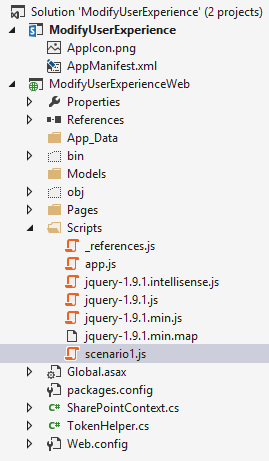 Solution 'ModifyUserExperience' (2 projects)
ModifyUserExperience
AppIcon.png
AppManifest.xml
ModifyUserExperienceWeb
Properties
References
App_Data
bin
Models
obj
Pages
Scripts
_references.js
app.js
jquery-1.9.1.intellisense.js
jquery-1.9.1.js
jquery-1.9.1.min.js
jquery-1.9.1.min.map
scenario1.js
Global.asax
packages.config
C# SharePointContext.cs
C# TokenHelper.cs
Web.config